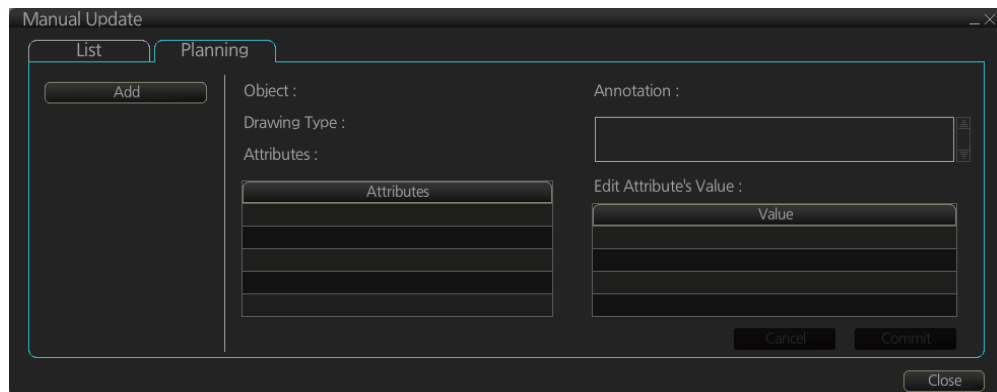 Manual Update
List
Planning
Add
Object :
Drawing Type :
Attributes :
Attributes
Annotation :
Edit Attribute's Value :
Value
Cancel
Commit
Close